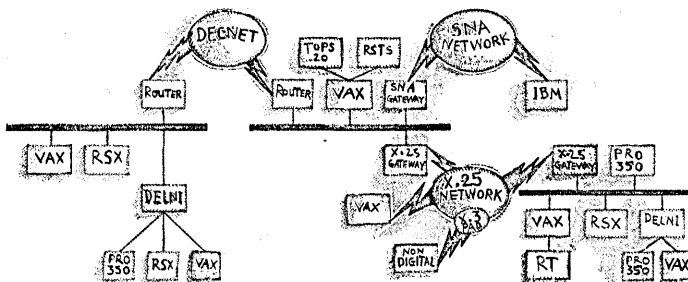 DECNET
SNA
NETWORK
TOPS
20
RSTS
ROUTER
ROUTER
VAX
SNA
GATEWAY
IBM
VAX
RSX
X.25
GATEWAY
X.25
GATEWAY
PRO
350
X.25
NETWORK
DELNI
VAX
X.3
PAD
VAX
RSX
DELNI
PRO
350
RSX
VAX
NON
DIGITAL
RT
PRO
350
VAX